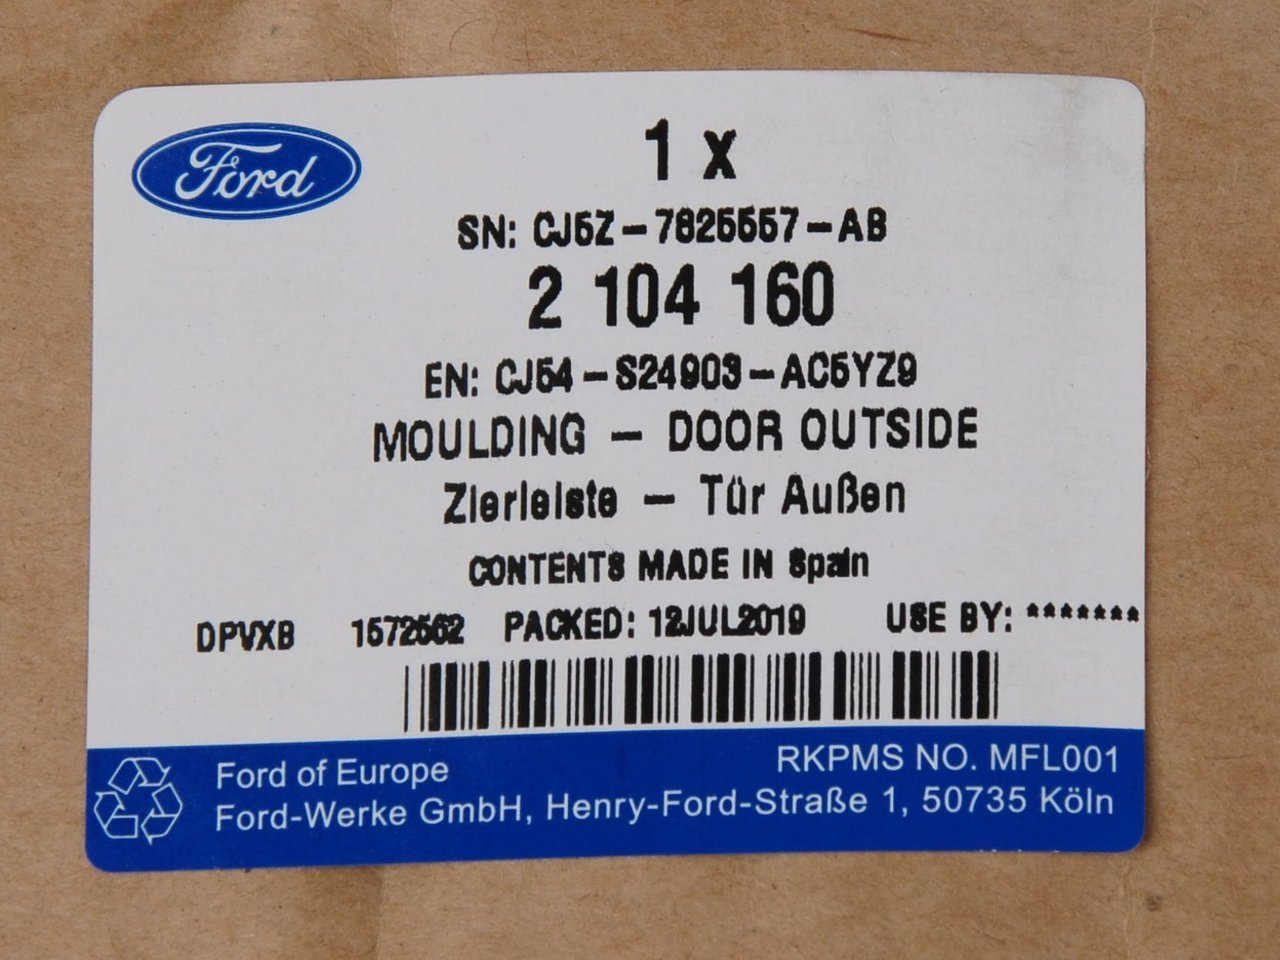 Ford
1 x
SN: CJ5Z-7825557-AB
2 104 160
EN: CJ54-S24903-AC5YZ9
MOULDING - DOOR OUTSIDE
Zierleiste - Tür Außen
CONTENTS MADE IN Spain
DPVXB 1572562 PACKED: 12JUL2019 USE BY: *******
RKPMS NO. MFL001
Ford of Europe
Ford-Werke GmbH, Henry-Ford-Straße 1, 50735 Köln